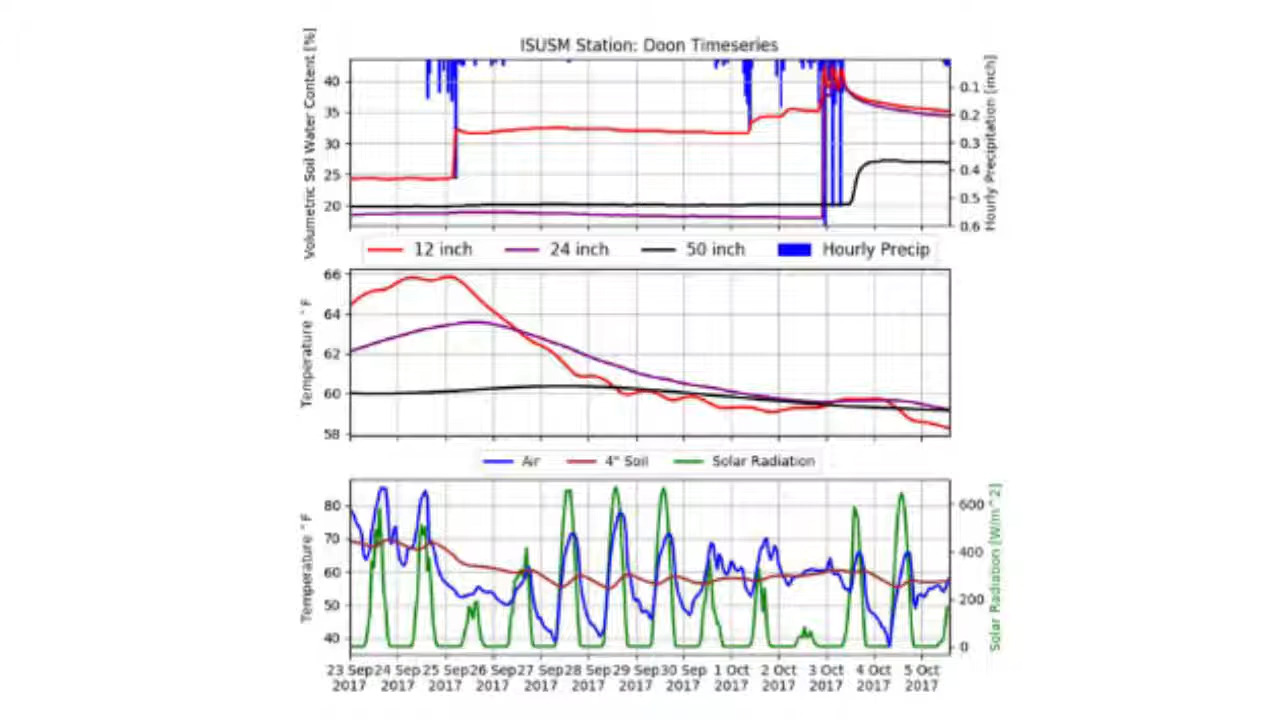 ISUSM Station: Doon Timeseries
Volumetric Soil Water Content [%]
40
35
30
25
20
0.1
0.2
0.3
0.4
0.5
0.6
Hourly Precipitation [inch]
12 inch 24 inch 50 inch Hourly Precip
Temperature °F
66
64
62
60
58
Air 4" Soil Solar Radiation
Temperature °F
80
70
60
50
40
600
400
200
0
Solar Radiation [W/m^2]
23 Sep 24 Sep 25 Sep 26 Sep 27 Sep 28 Sep 29 Sep 30 Sep 1 Oct 2 Oct 3 Oct 4 Oct 5 Oct
2017 2017 2017 2017 2017 2017 2017 2017 2017 2017 2017 2017 2017